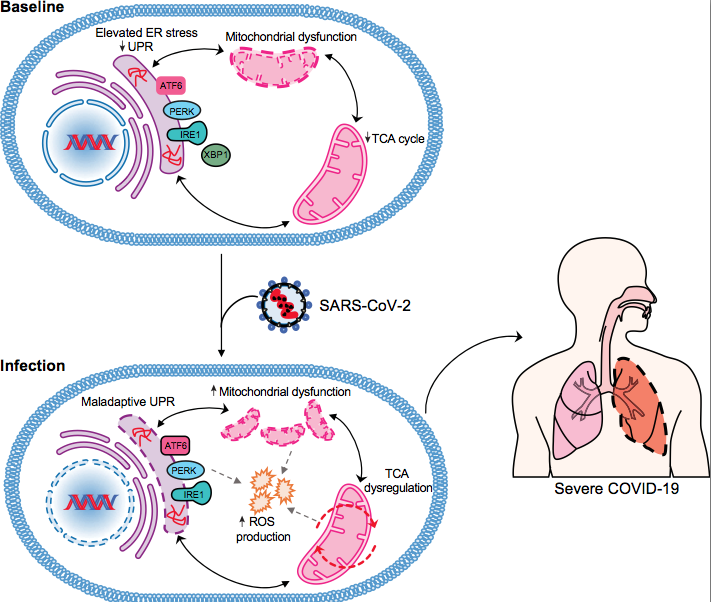 Baseline
Elevated ER stress
↓ UPR
Mitochondrial dysfunction
ATF6
PERK
IRE1
XBP1
↓TCA cycle
SARS-CoV-2
Infection
Maladaptive UPR
↑ Mitochondrial dysfunction
ATF6
PERK
IRE1
TCA
dysregulation
↑ ROS
production
Severe COVID-19